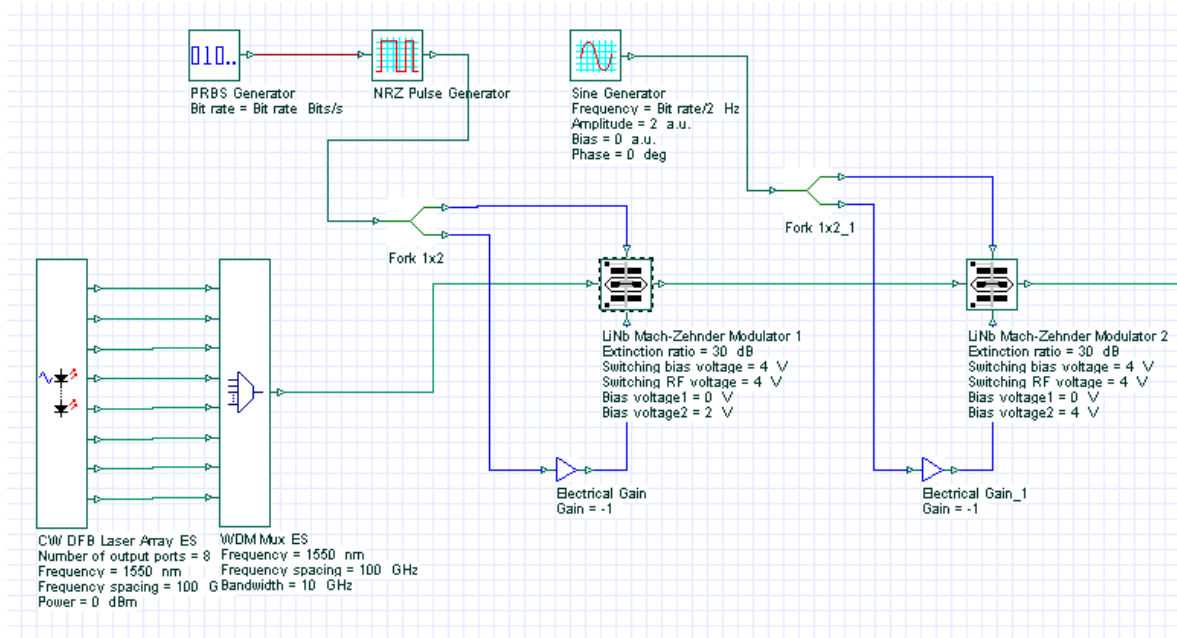 010..
PRBS Generator
Bit rate = Bit rate Bits/s
NRZ Pulse Generator
Sine Generator
Frequency = Bit rate/2 Hz
Amplitude = 2 a.u.
Bias = 0 a.u.
Phase = 0 deg
Fork 1x2
Fork 1x2_1
LiNb Mach-Zehnder Modulator 1
Extinction ratio = 30 dB
Switching bias voltage = 4 V
Switching RF voltage = 4 V
Bias voltage1 = 0 V
Bias voltage2 = 2 V
LiNb Mach-Zehnder Modulator 2
Extinction ratio = 30 dB
Switching bias voltage = 4 V
Switching RF voltage = 4 V
Bias voltage1 = 0 V
Bias voltage2 = 4 V
Electrical Gain
Gain = -1
Electrical Gain_1
Gain = -1
CW DFB Laser Array ES
Number of output ports = 8
Frequency = 1550 nm
Frequency spacing = 100 G
Power = 0 dBm
WDM Mux ES
Frequency = 1550 nm
Frequency spacing = 100 GHz
Bandwidth = 10 GHz